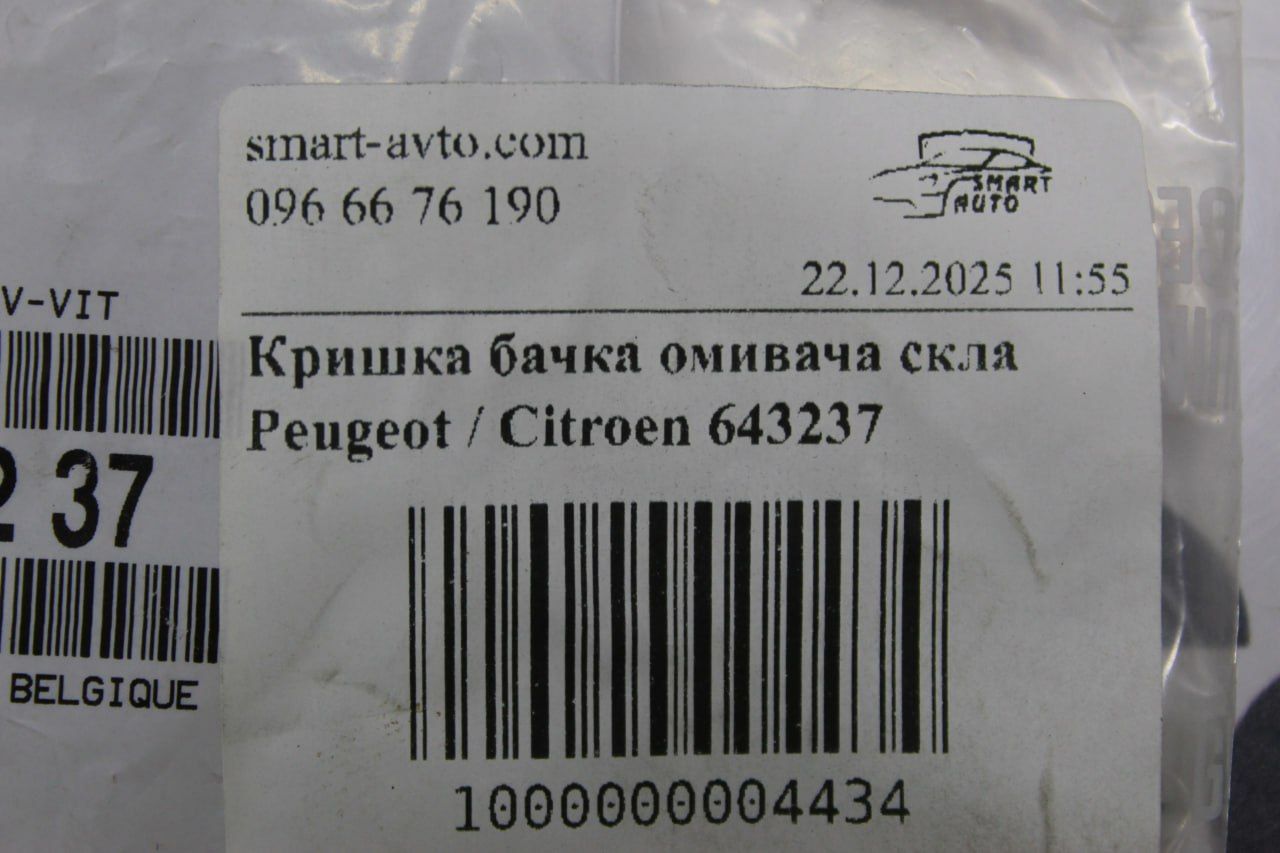 smart-avto.com
096 66 76 190
SMART
AUTO
22.12.2025 11:55
Кришка бачка омивача скла
Peugeot / Citroen 643237
1000000004434
V-VIT
2 37
BELGIQUE